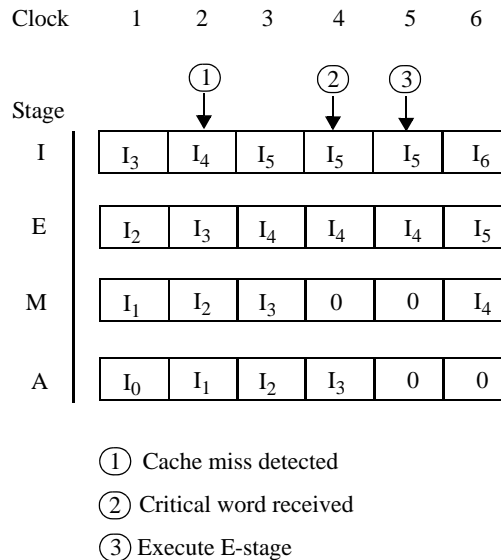 Clock 1 2 3 4 5 6
1 2 3
Stage
I I3 I4 I5 I5 I5 I6
E I2 I3 I4 I4 I4 I5
M I1 I2 I3 0 0 I4
A I0 I1 I2 I3 0 0
1 Cache miss detected
2 Critical word received
3 Execute E-stage